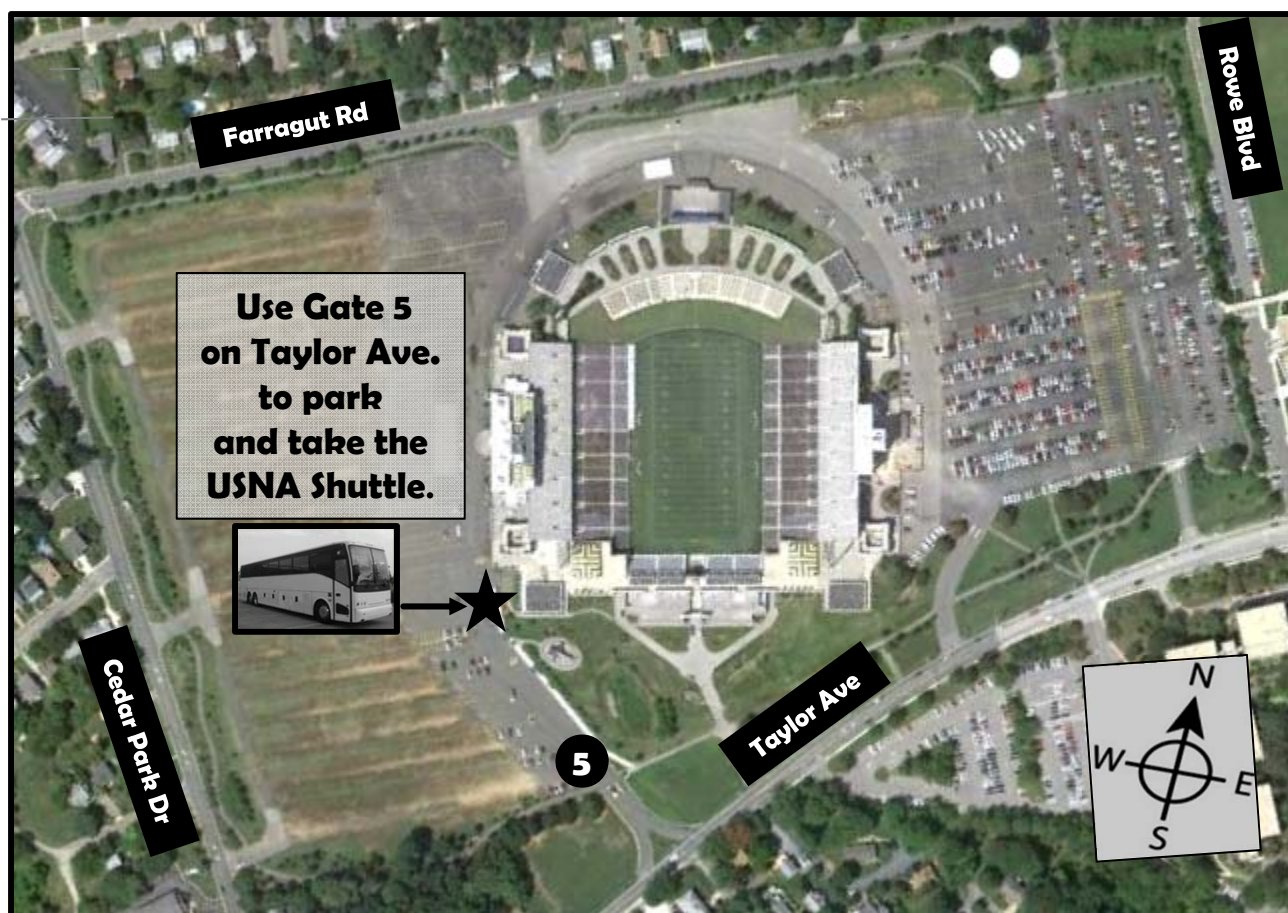 Farragut Rd
Rowe Blvd
Use Gate 5
on Taylor Ave.
to park
and take the
USNA Shuttle.
Cedar Park Dr
Taylor Ave
5
N
W
E
S